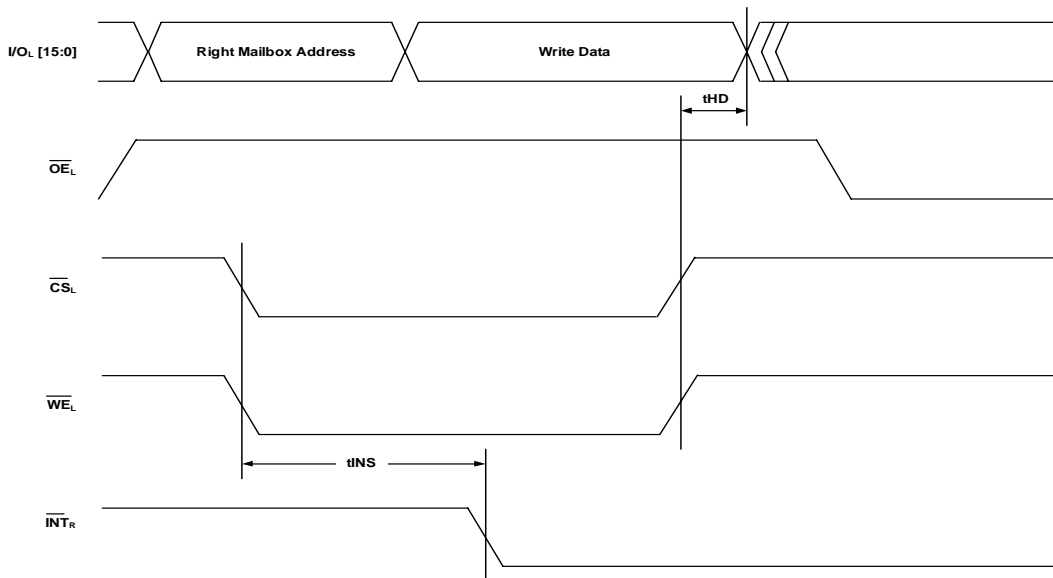 I/OL [15:0]
Right Mailbox Address
Write Data
tHD
OEL
CSL
WEL
tINS
INTR